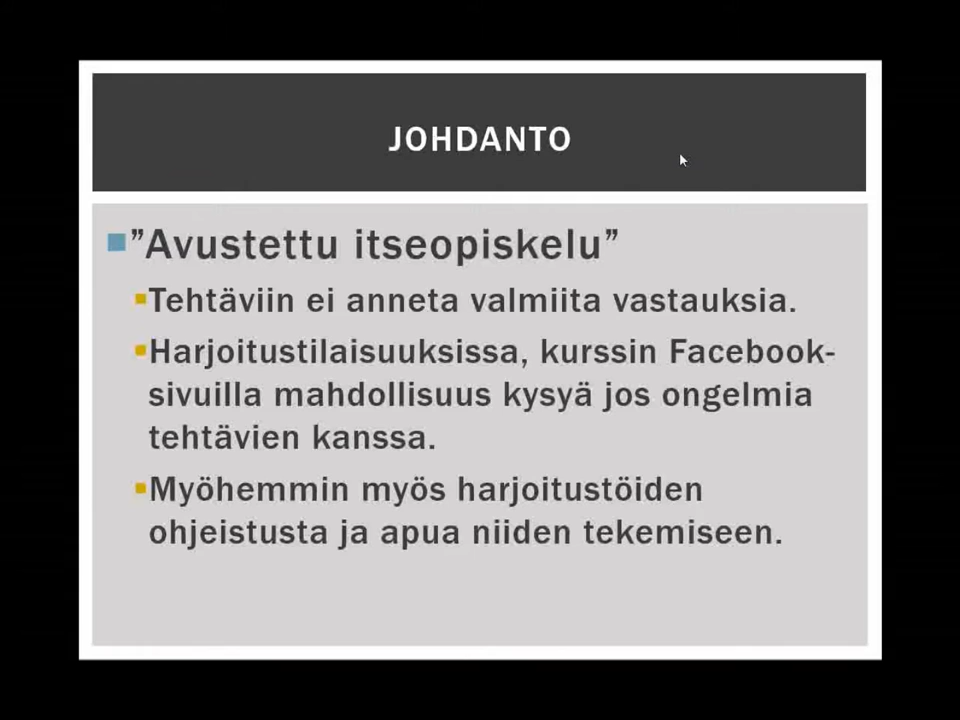 JOHDANTO
”Avustettu itseopiskelu”
Tehtäviin ei anneta valmiita vastauksia.
Harjoitustilaisuuksissa, kurssin Facebook-
sivuilla mahdollisuus kysyä jos ongelmia
tehtävien kanssa.
Myöhemmin myös harjoitustöiden
ohjeistusta ja apua niiden tekemiseen.